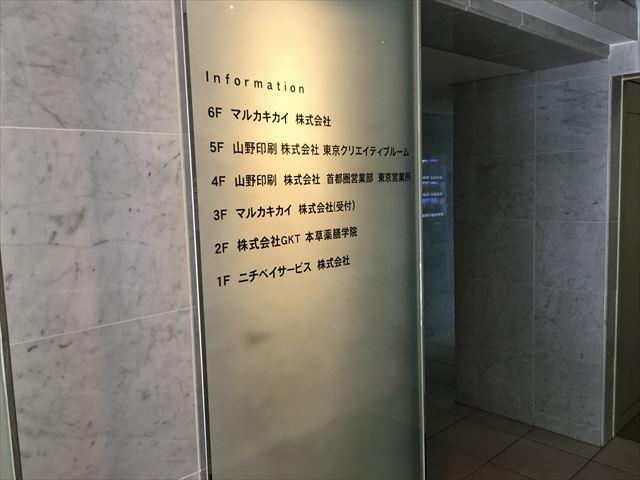 Information
6F マルカキカイ 株式会社
5F 山野印刷 株式会社 東京クリエイティブルーム
4F 山野印刷 株式会社 首都圏営業部 東京営業所
3F マルカキカイ 株式会社(受付)
2F 株式会社GKT 本草薬膳学院
1F ニチベイサービス 株式会社